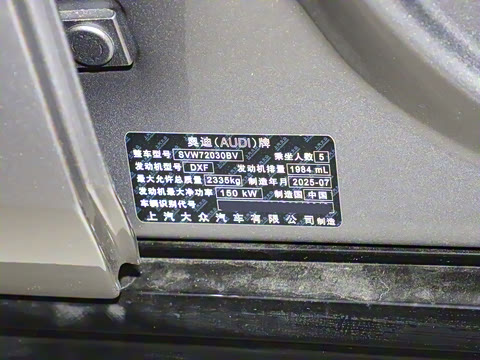 奥迪(AUDI)牌
整车型号 SVW72030BV 乘坐人数 5
发动机型号 DXF 发动机排量 1984 mL
最大允许总质量 2335kg 制造年月 2025-07
发动机最大净功率 150 kW 制造国 中国
车辆识别代号
上汽大众汽车有限公司 制造